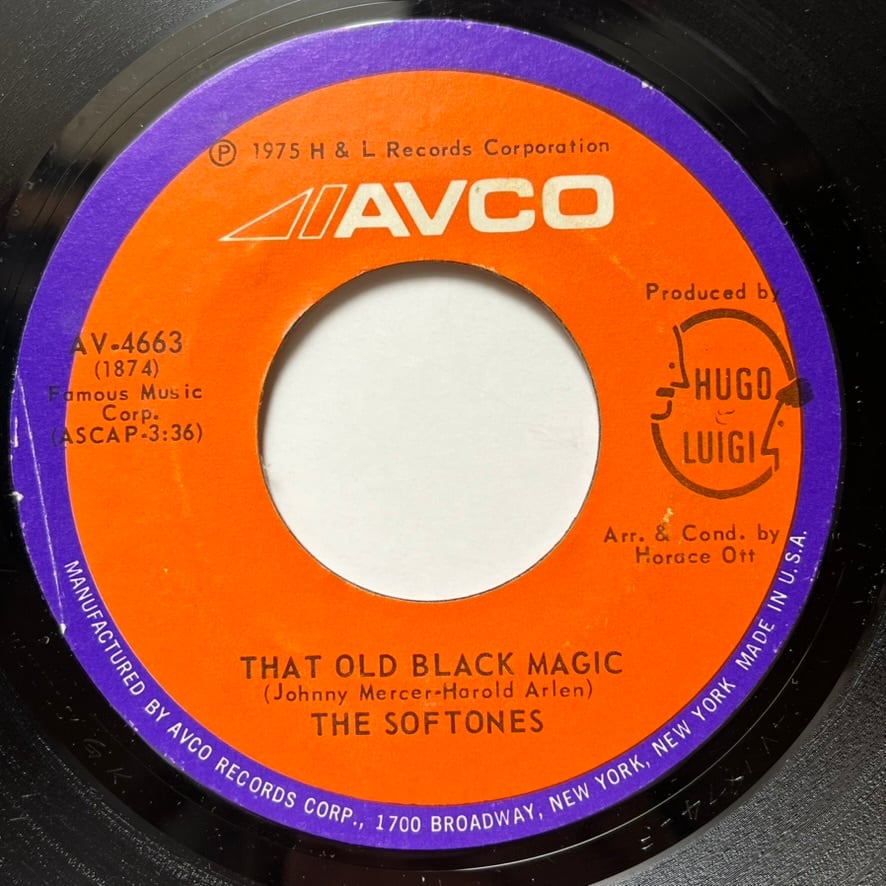 ℗ 1975 H & L Records Corporation
AVCO
Produced by
HUGO
&
LUIGI
AV-4663
(1874)
Famous Music
Corp.
(ASCAP-3:36)
Arr. & Cond. by
Horace Ott
THAT OLD BLACK MAGIC
(Johnny Mercer-Harold Arlen)
THE SOFTONES
MANUFACTURED BY AVCO RECORDS CORP., 1700 BROADWAY, NEW YORK, NEW YORK MADE IN U.S.A.